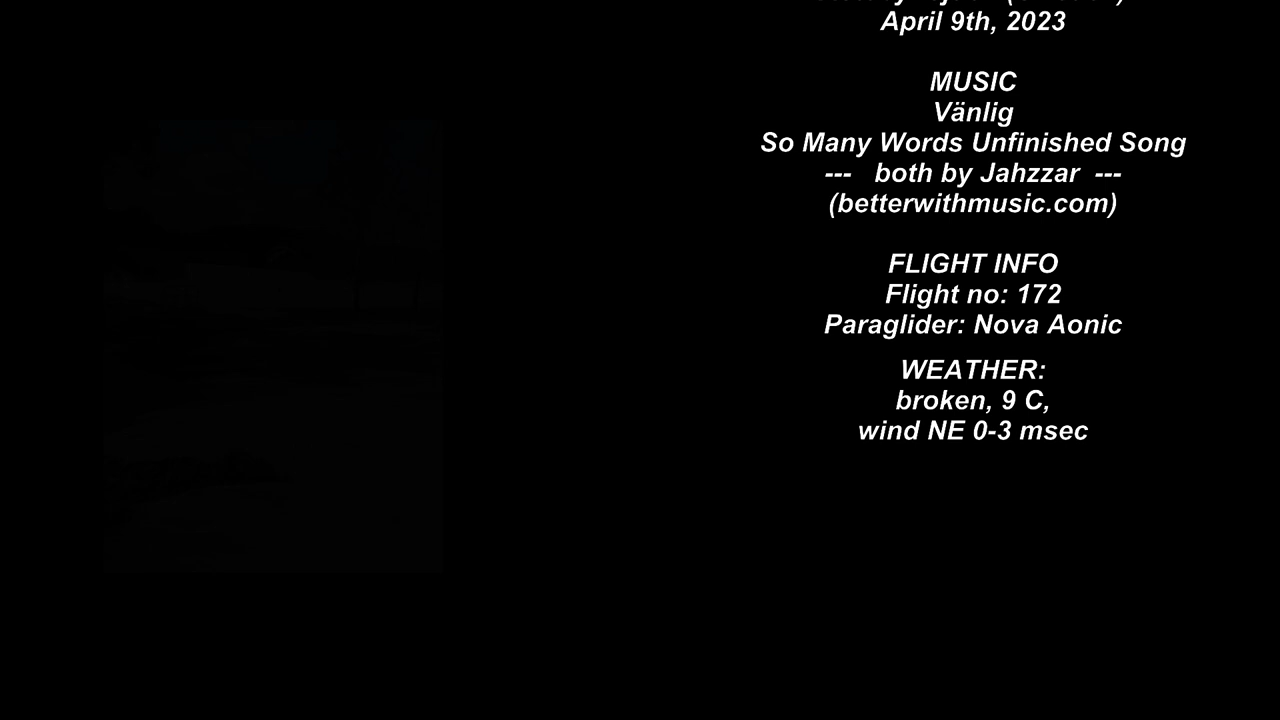 April 9th, 2023
MUSIC
Vänlig
So Many Words Unfinished Song
--- both by Jahzzar ---
(betterwithmusic.com)
FLIGHT INFO
Flight no: 172
Paraglider: Nova Aonic
WEATHER:
broken, 9 C,
wind NE 0-3 msec